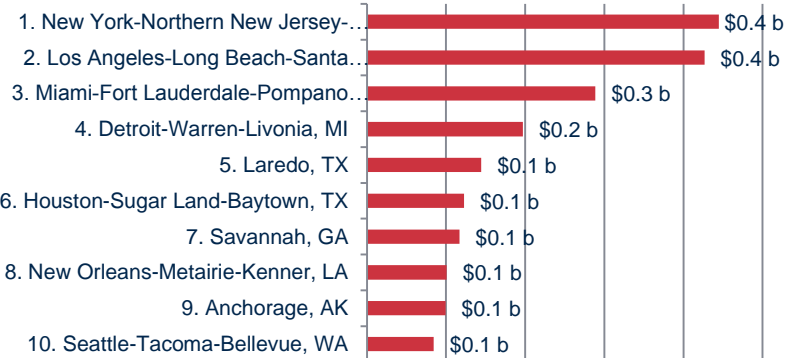 1. New York-Northern New Jersey-… $0.4 b
2. Los Angeles-Long Beach-Santa… $0.4 b
3. Miami-Fort Lauderdale-Pompano… $0.3 b
4. Detroit-Warren-Livonia, MI $0.2 b
5. Laredo, TX $0.1 b
6. Houston-Sugar Land-Baytown, TX $0.1 b
7. Savannah, GA $0.1 b
8. New Orleans-Metairie-Kenner, LA $0.1 b
9. Anchorage, AK $0.1 b
10. Seattle-Tacoma-Bellevue, WA $0.1 b